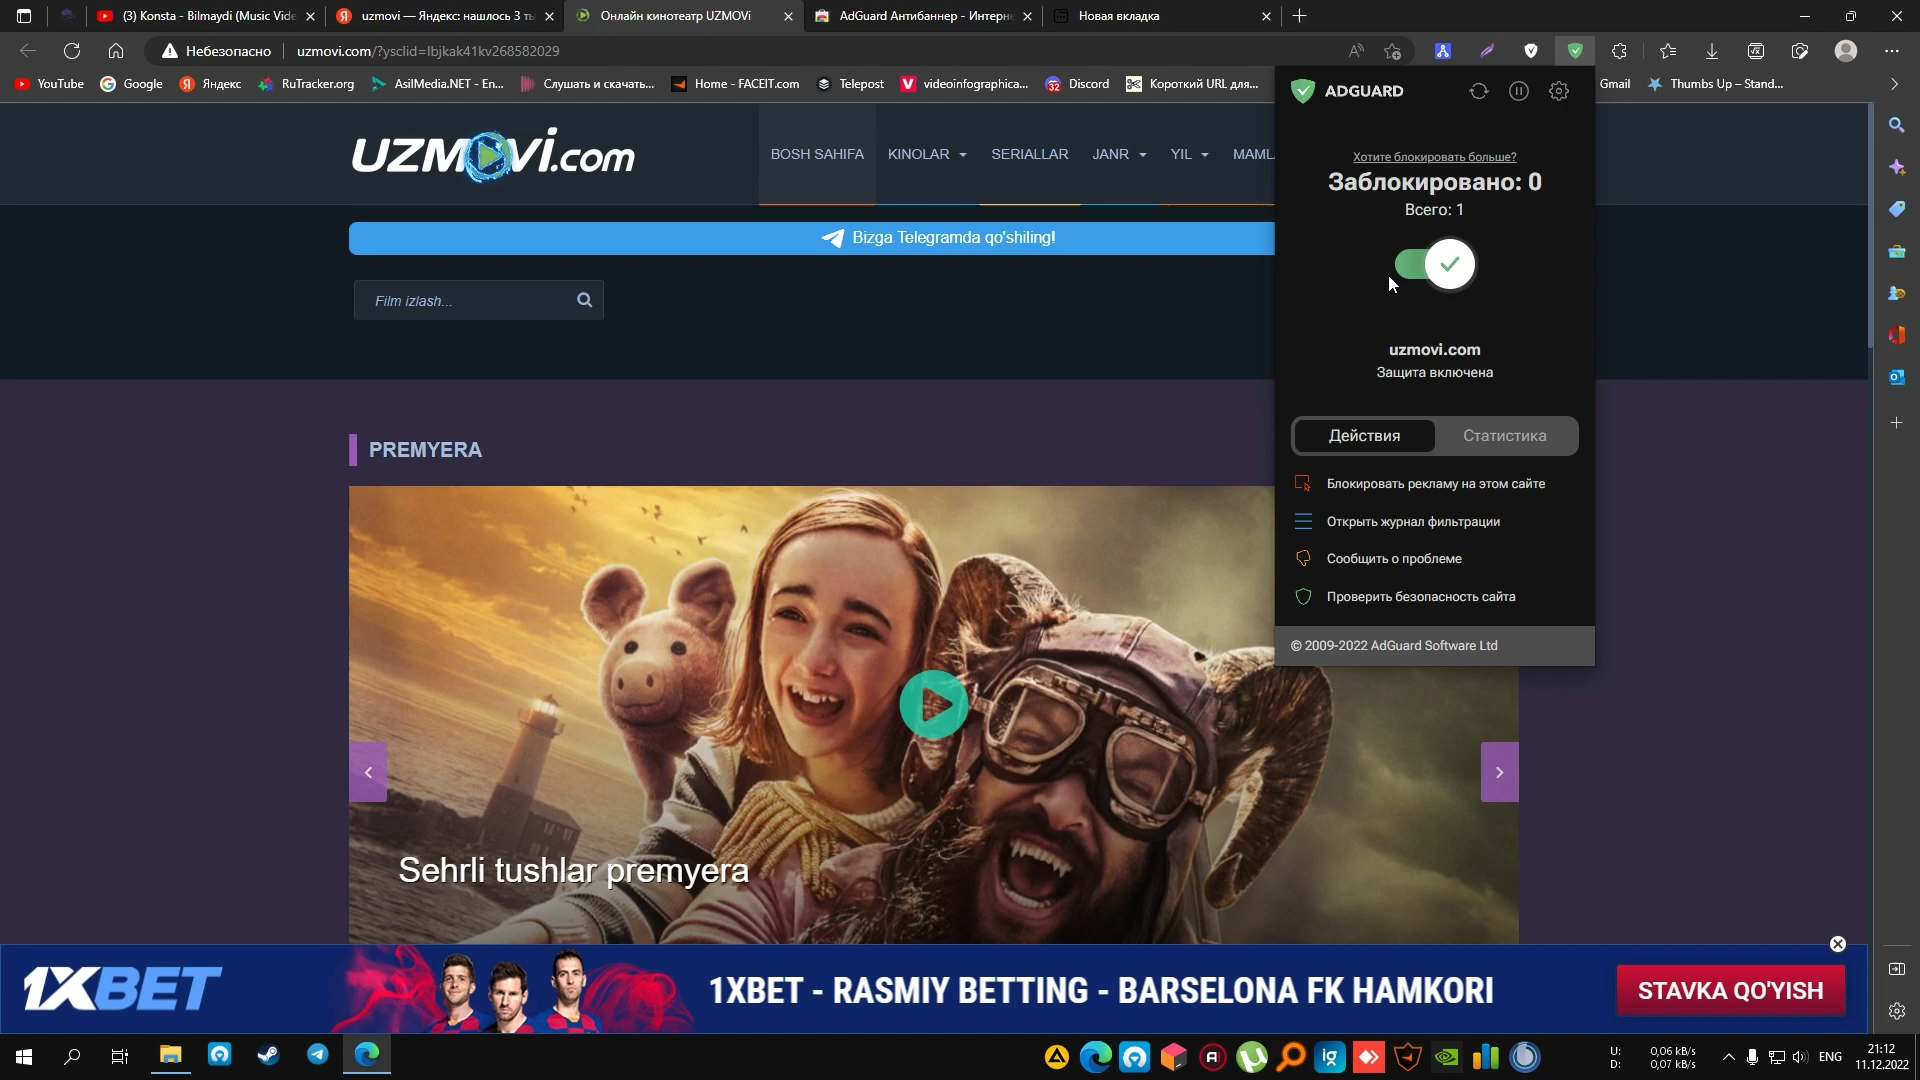 (3) Konsta - Bilmaydi (Music Vide
uzmovi — Яндекс: нашлось 3 ты
Онлайн кинотеатр UZMOVi
AdGuard Антибаннер - Интерне
Новая вкладка
Небезопасно
uzmovi.com/?ysclid=lbjkak41kv268582029
YouTube
Google
Яндекс
RuTracker.org
AsilMedia.NET - En...
Слушать и скачать...
Home - FACEIT.com
Telepost
videoinfographica...
Discord
Короткий URL для...
Gmail
Thumbs Up – Stand...
UZMOVi.com
BOSH SAHIFA
KINOLAR
SERIALLAR
JANR
YIL
MAML
Bizga Telegramda qo'shiling!
Film izlash...
PREMYERA
Sehrli tushlar premyera
ADGUARD
Хотите блокировать больше?
Заблокировано: 0
Всего: 1
uzmovi.com
Защита включена
Действия
Статистика
Блокировать рекламу на этом сайте
Открыть журнал фильтрации
Сообщить о проблеме
Проверить безопасность сайта
© 2009-2022 AdGuard Software Ltd
1XBET
1XBET - RASMIY BETTING - BARSELONA FK HAMKORI
STAVKA QO'YISH
U: 0,06 kB/s
D: 0,07 kB/s
ENG
21:12
11.12.2022